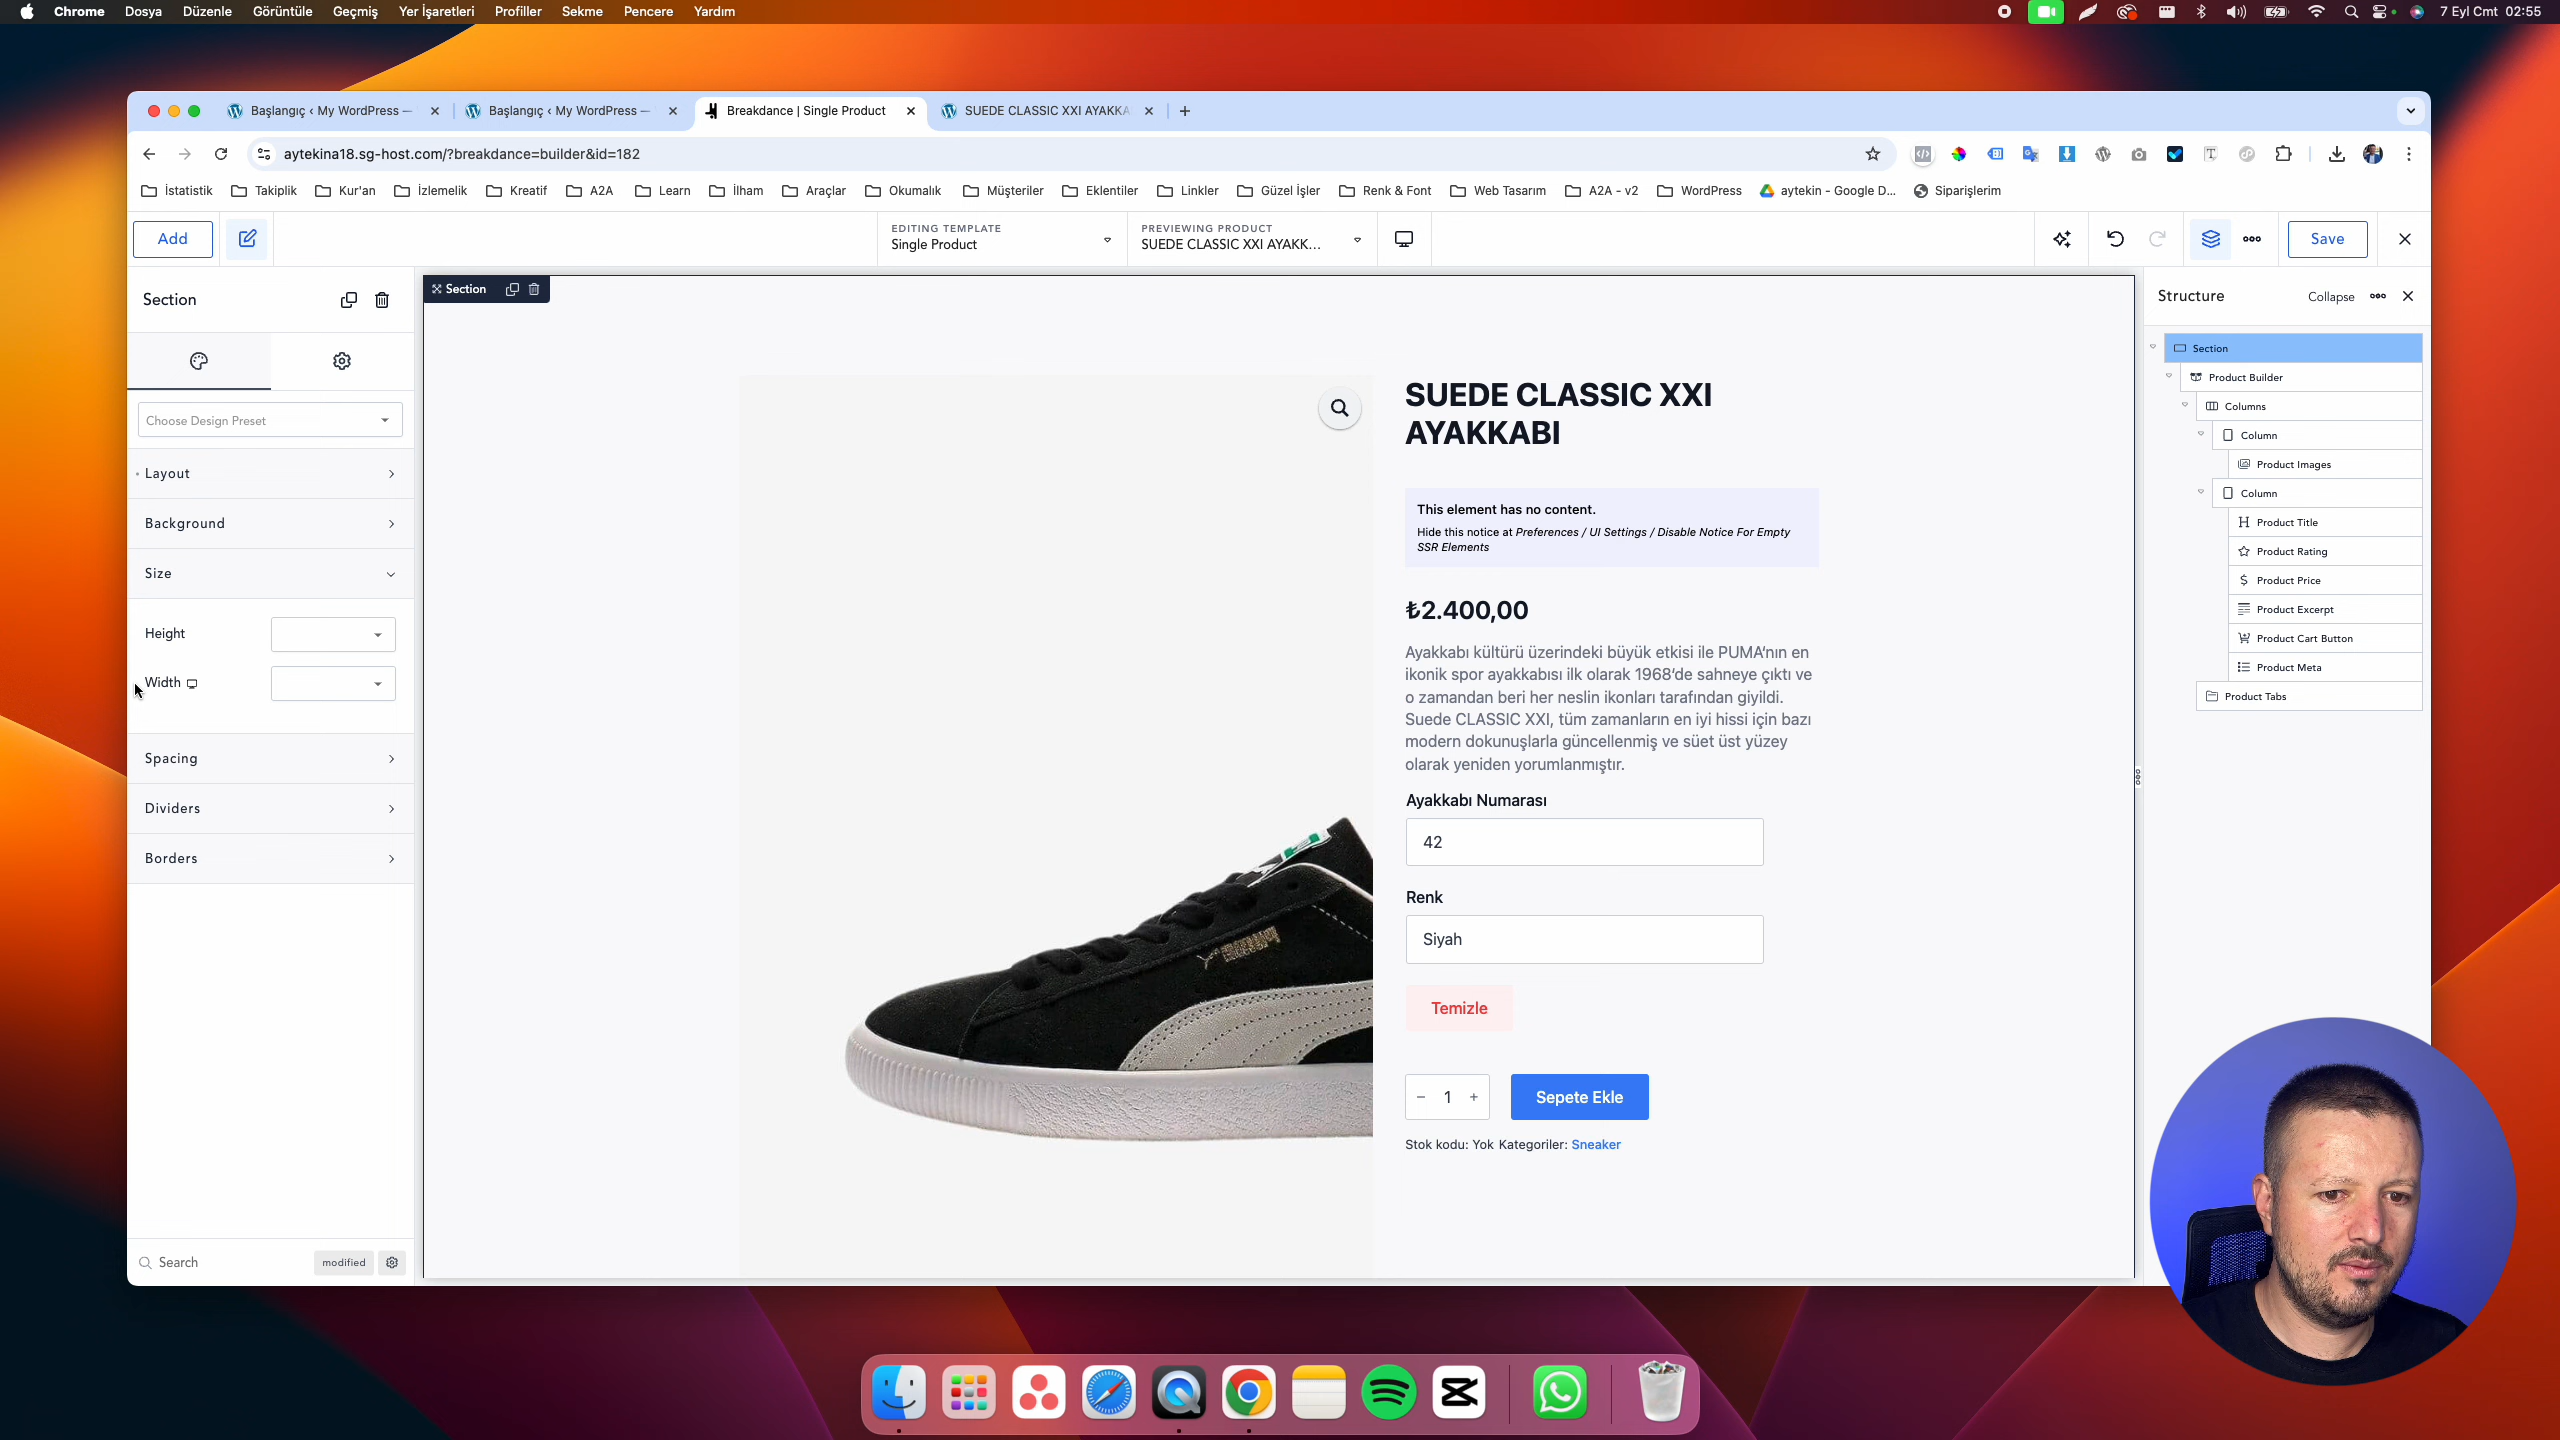 Chrome Dosya Düzenle Görüntüle Geçmiş Yer İşaretleri Profiller Sekme Pencere Yardım 7 Eyl Cmt 02:55
Başlangıç ‹ My WordPress — Başlangıç ‹ My WordPress — Breakdance | Single Product SUEDE CLASSIC XXI AYAKKA
aytekina18.sg-host.com/?breakdance=builder&id=182
İstatistik Takiplik Kur'an İzlemelik Kreatif A2A Learn İlham Araçlar Okumalık Müşteriler Eklentiler Linkler Güzel İşler Renk & Font Web Tasarım A2A - v2 WordPress aytekin - Google D... Siparişlerim
Add
EDITING TEMPLATE
Single Product
PREVIEWING PRODUCT
SUEDE CLASSIC XXI AYAKK...
Save
Section
Choose Design Preset
Layout
Background
Size
Height
Width
Spacing
Dividers
Borders
Search modified
Section
SUEDE CLASSIC XXI
AYAKKABI
This element has no content.
Hide this notice at Preferences / UI Settings / Disable Notice For Empty
SSR Elements
₺2.400,00
Ayakkabı kültürü üzerindeki büyük etkisi ile PUMA'nın en
ikonik spor ayakkabısı ilk olarak 1968'de sahneye çıktı ve
o zamandan beri her neslin ikonları tarafından giyildi.
Suede CLASSIC XXI, tüm zamanların en iyi hissi için bazı
modern dokunuşlarla güncellenmiş ve süet üst yüzey
olarak yeniden yorumlanmıştır.
Ayakkabı Numarası
42
Renk
Siyah
Temizle
− 1 + Sepete Ekle
Stok kodu: Yok Kategoriler: Sneaker
Structure Collapse
Section
Product Builder
Columns
Column
Product Images
Column
Product Title
Product Rating
Product Price
Product Excerpt
Product Cart Button
Product Meta
Product Tabs